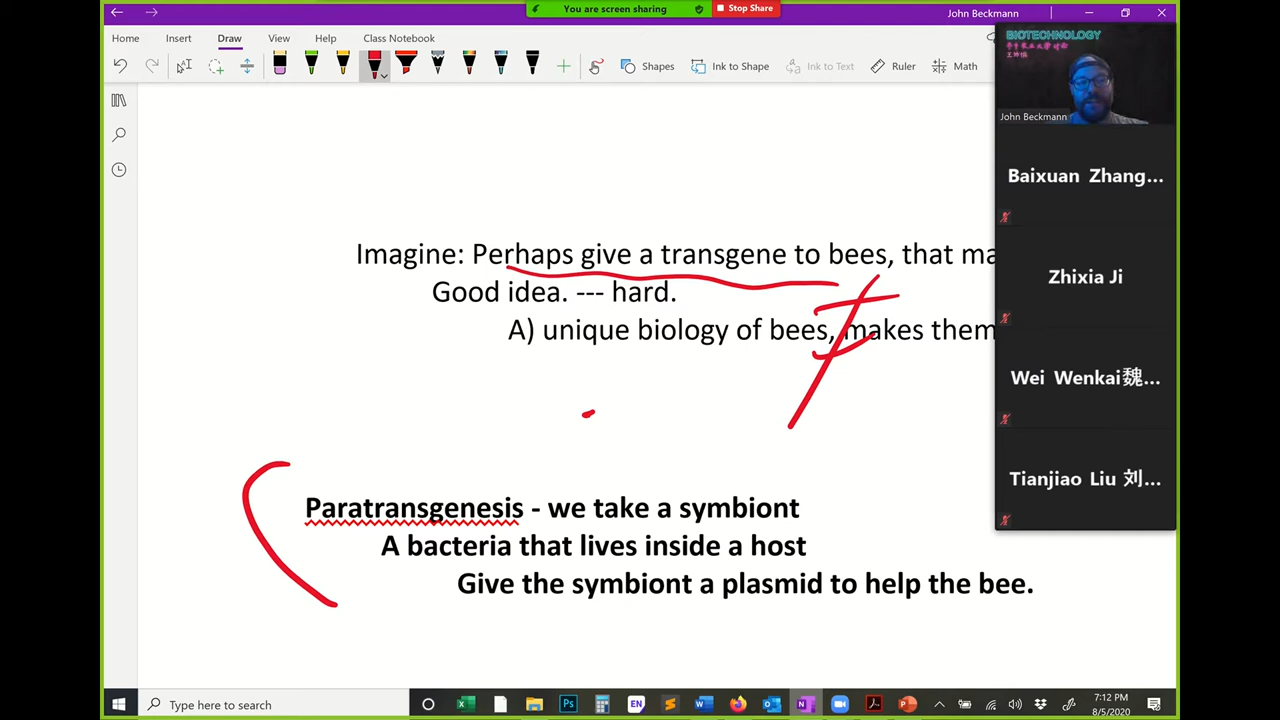 You are screen sharing
Stop Share
John Beckmann
Home Insert Draw View Help Class Notebook
Shapes Ink to Shape Ink to Text Ruler Math
BIOTECHNOLOGY
John Beckmann
Baixuan Zhang...
Zhixia Ji
Wei Wenkai魏...
Tianjiao Liu 刘...
Imagine: Perhaps give a transgene to bees, that ma
Good idea. --- hard.
A) unique biology of bees, makes them
Paratransgenesis - we take a symbiont
A bacteria that lives inside a host
Give the symbiont a plasmid to help the bee.
Type here to search
EN
7:12 PM
8/5/2020